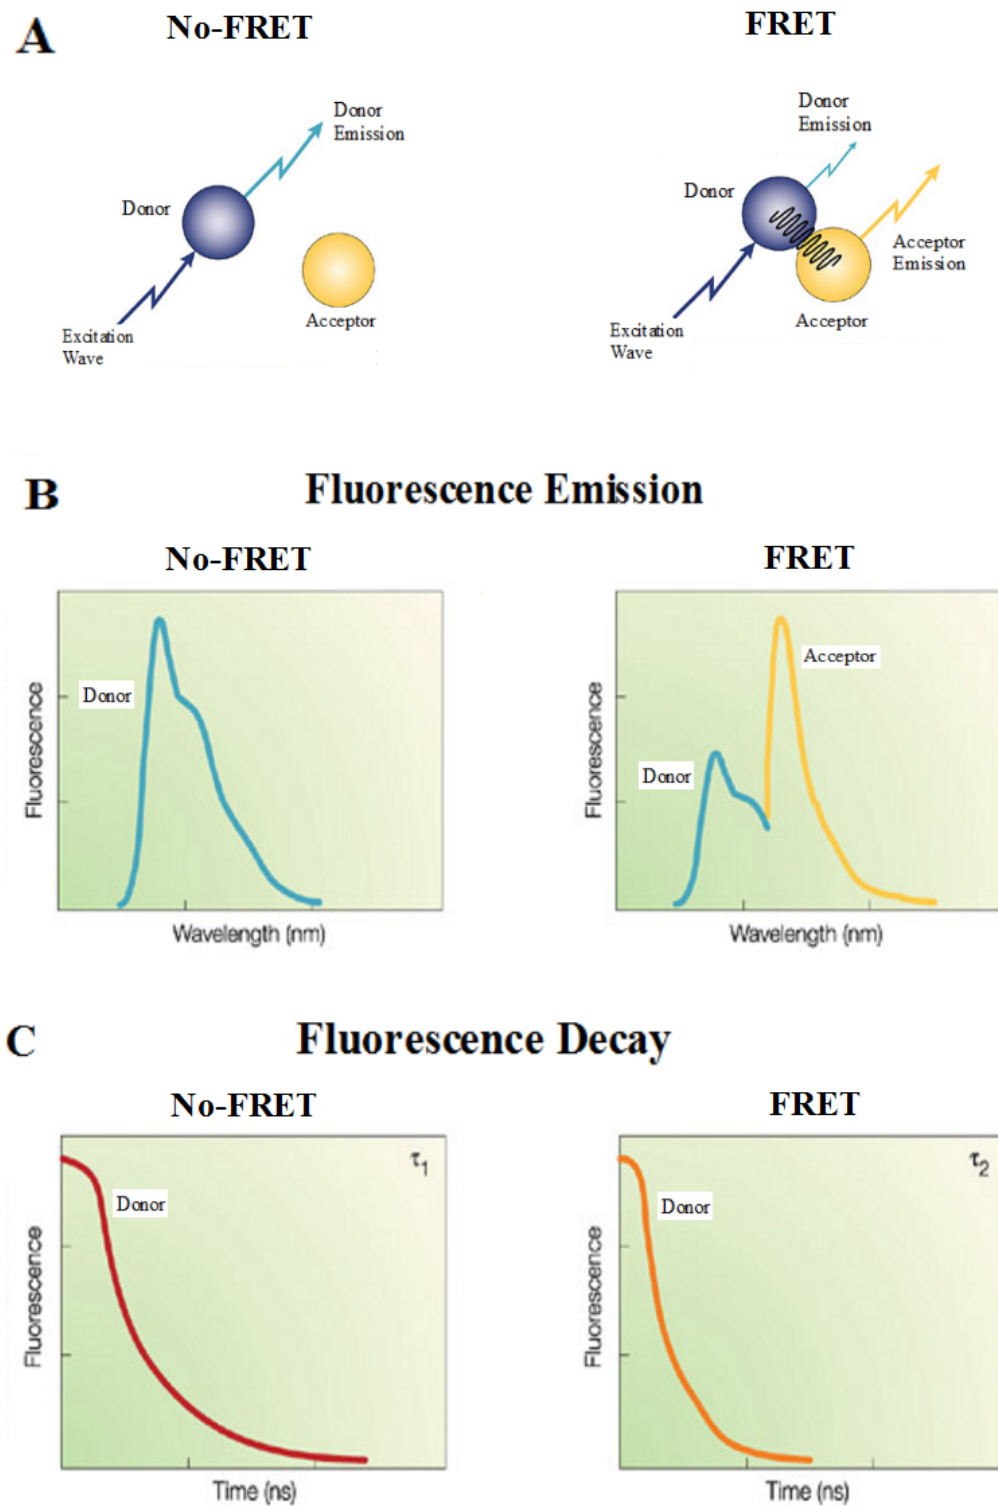 A
No-FRET
FRET
Donor
Emission
Donor
Acceptor
Excitation
Wave
Donor
Emission
Donor
Acceptor
Emission
Acceptor
Excitation
Wave
B
Fluorescence Emission
No-FRET
FRET
Donor
Fluorescence
Wavelength (nm)
Acceptor
Donor
Fluorescence
Wavelength (nm)
C
Fluorescence Decay
No-FRET
FRET
τ1
Donor
Fluorescence
Time (ns)
τ2
Donor
Fluorescence
Time (ns)